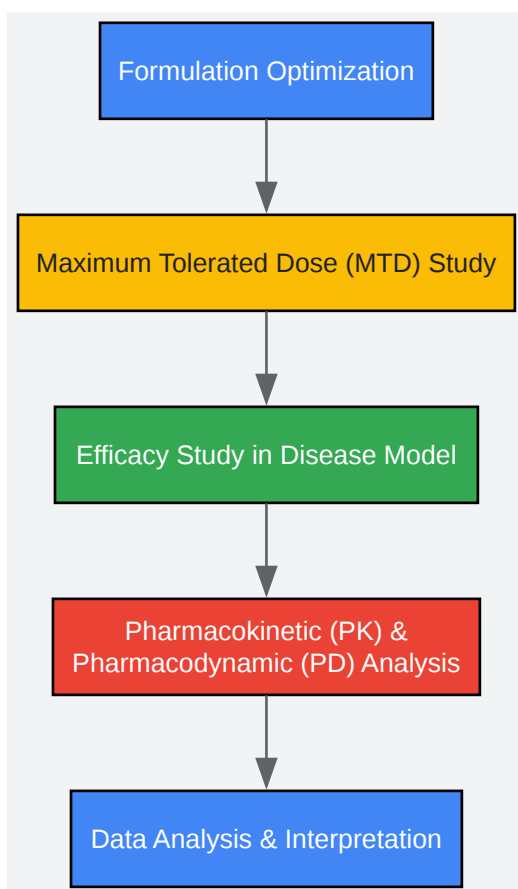 Formulation Optimization
Maximum Tolerated Dose (MTD) Study
Efficacy Study in Disease Model
Pharmacokinetic (PK) &
Pharmacodynamic (PD) Analysis
Data Analysis & Interpretation